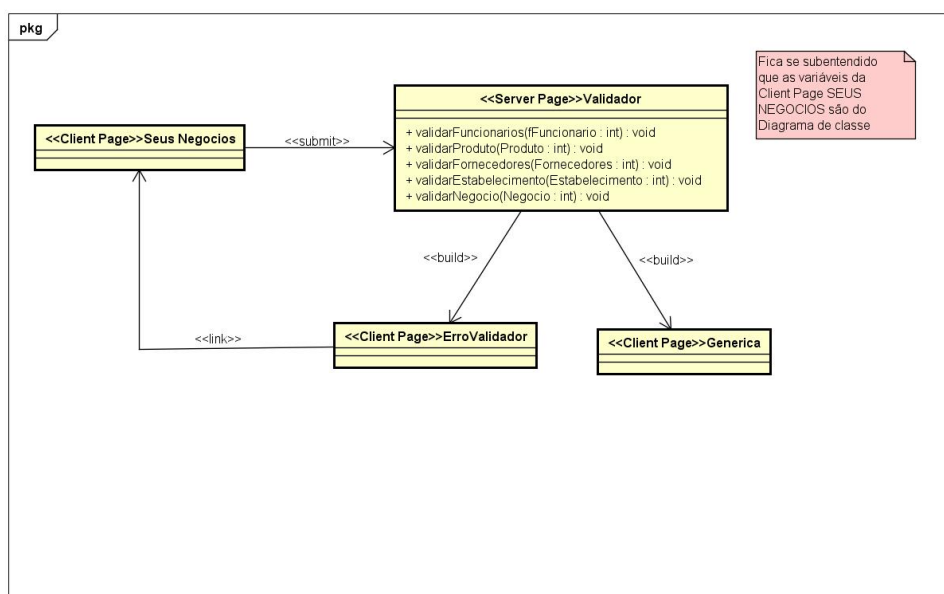 pkg
Fica se subentendido
que as variáveis da
Client Page SEUS
NEGOCIOS são do
Diagrama de classe
<<Server Page>>Validador
+ validarFuncionarios(fFuncionario : int) : void
+ validarProduto(Produto : int) : void
+ validarFornecedores(Fornecedores : int) : void
+ validarEstabelecimento(Estabelecimento : int) : void
+ validarNegocio(Negocio : int) : void
<<Client Page>>Seus Negocios
<<submit>>
<<build>>
<<build>>
<<link>>
<<Client Page>>ErroValidador
<<Client Page>>Generica